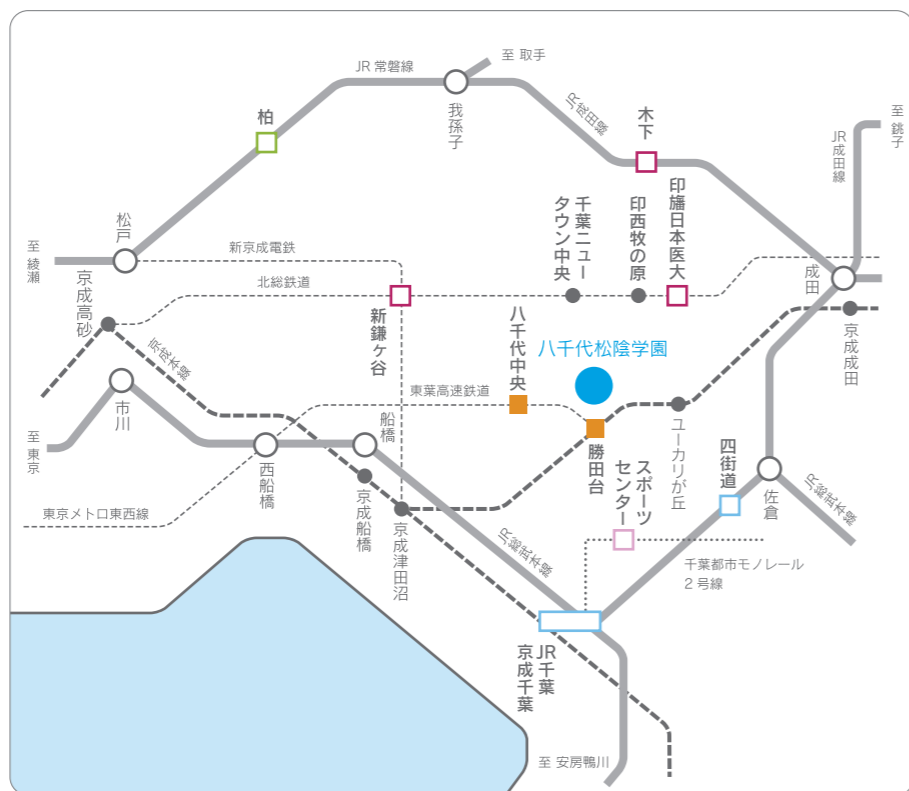 至 取手
JR 常磐線
我孫子
JR成田線
柏
木下
至 銚子
JR成田線
松戸
至 綾瀬
新京成電鉄
北総鉄道
京成高砂
京成本線
新鎌ヶ谷
千葉ニュー
タウン中央
印西牧の原
印旛日本医大
成田
京成成田
八千代中央
八千代松陰学園
東葉高速鉄道
市川
至 東京
西船橋
船橋
京成船橋
京成津田沼
東京メトロ東西線
勝田台
ユーカリが丘
スポーツ
センター
四街道
佐倉
JR総武本線
JR総武本線
千葉都市モノレール
2 号線
JR千葉
京成千葉
至 安房鴨川